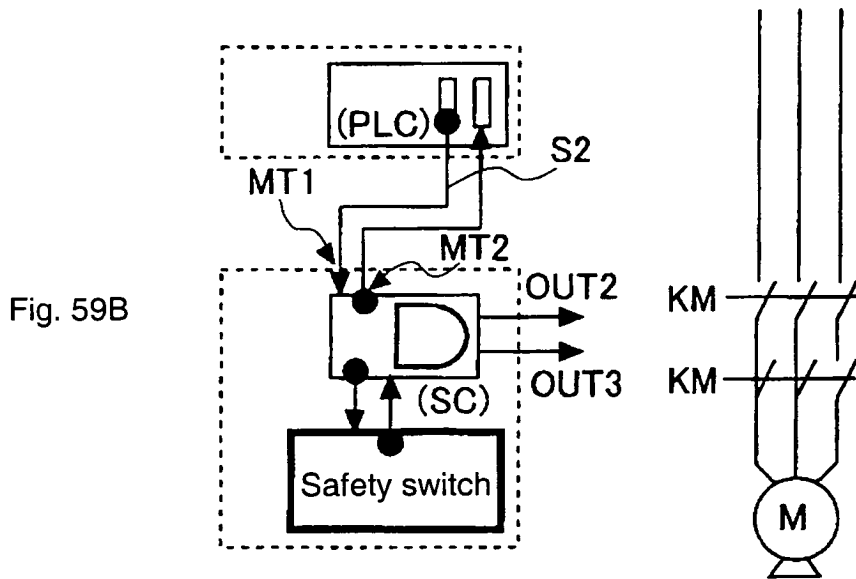 (PLC)
S2
MT1
MT2
Fig. 59B
OUT2
OUT3
(SC)
Safety switch
KM
KM
M